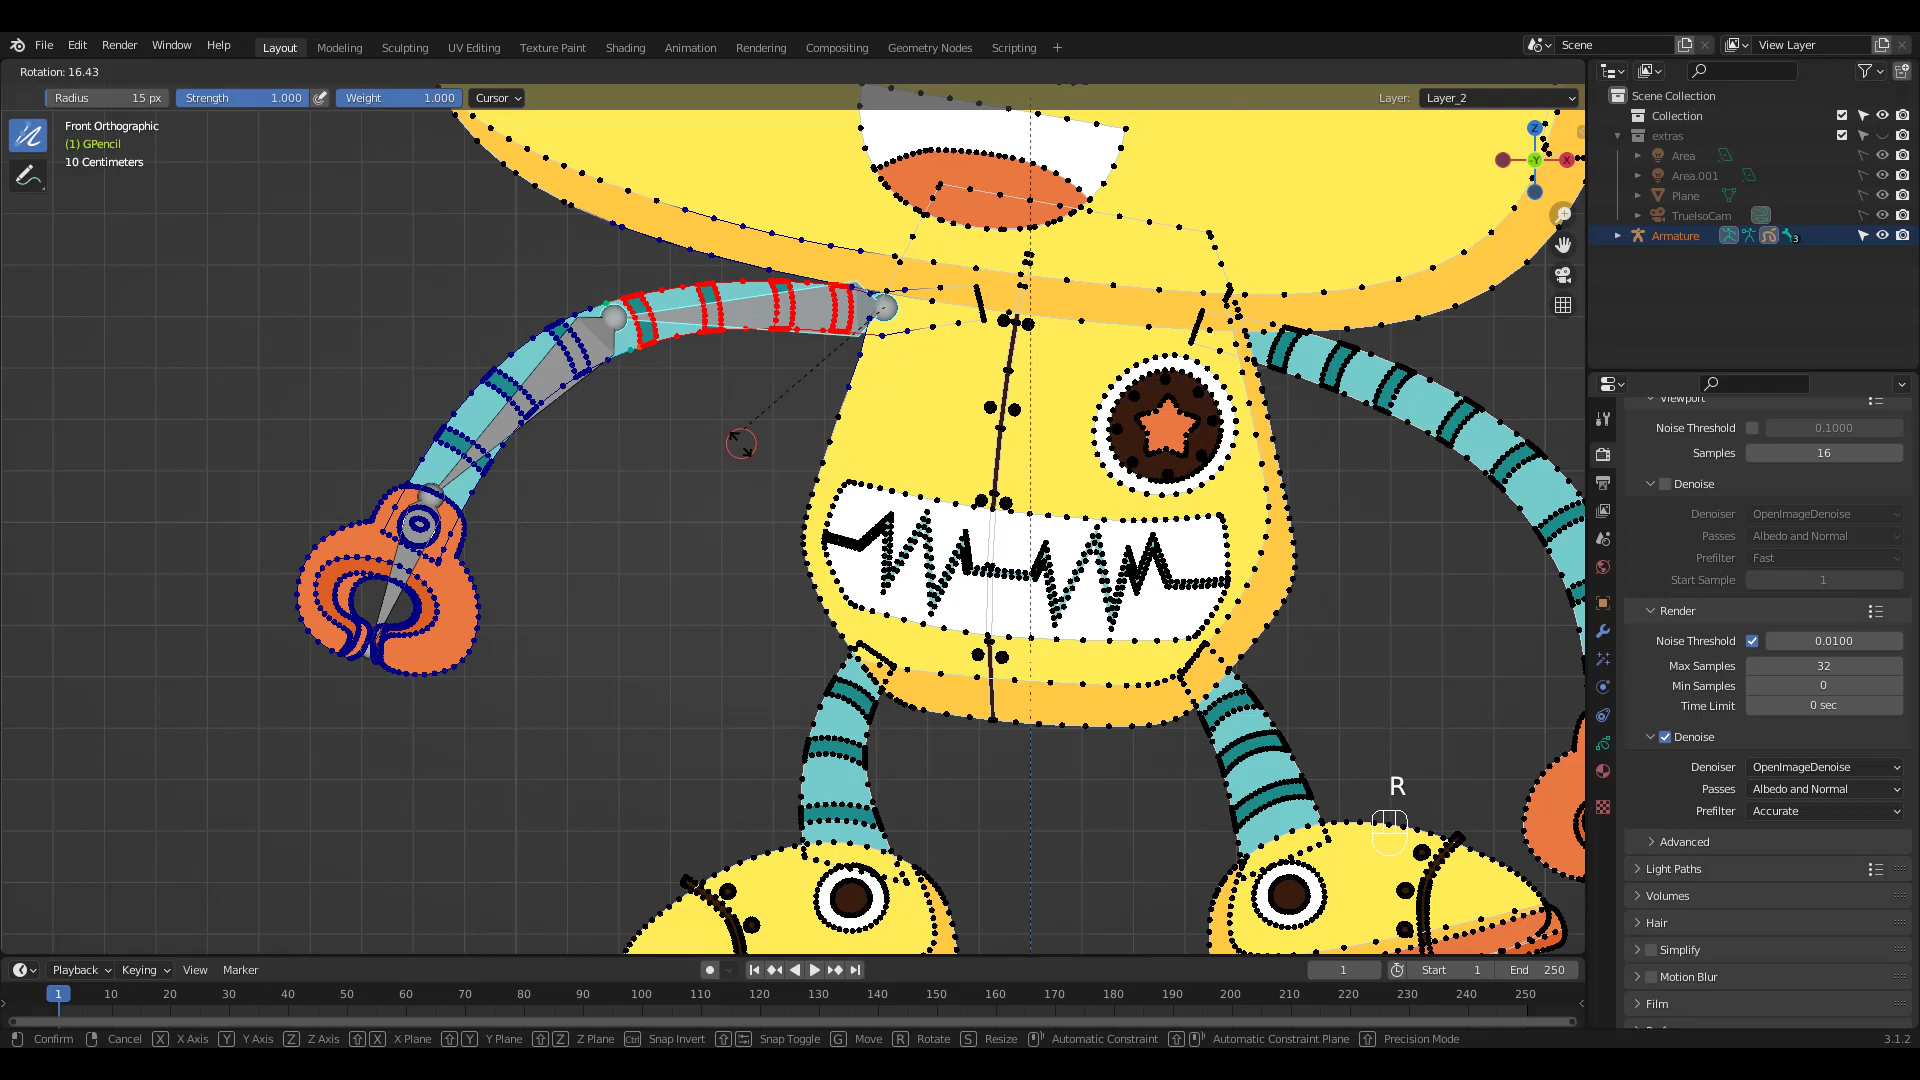 File Edit Render Window Help Layout Modeling Sculpting UV Editing Texture Paint Shading Animation Rendering Compositing Geometry Nodes Scripting + Scene View Layer
Rotation: 16.43
Radius 15 px Strength 1.000 Weight 1.000 Cursor Layer: Layer_2
Front Orthographic
(1) GPencil
10 Centimeters
Z
-Y
X
R
Scene Collection
Collection
extras
Area
Area.001
Plane
TrueIsoCam
Armature 3
Viewport
Noise Threshold 0.1000
Samples 16
Denoise
Denoiser OpenImageDenoise
Passes Albedo and Normal
Prefilter Fast
Start Sample 1
Render
Noise Threshold 0.0100
Max Samples 32
Min Samples 0
Time Limit 0 sec
Denoise
Denoiser OpenImageDenoise
Passes Albedo and Normal
Prefilter Accurate
Advanced
Light Paths
Volumes
Hair
Simplify
Motion Blur
Film
Playback Keying View Marker 1 Start 1 End 250
1 10 20 30 40 50 60 70 80 90 100 110 120 130 140 150 160 170 180 190 200 210 220 230 240 250
Confirm Cancel X X Axis Y Y Axis Z Z Axis X X Plane Y Y Plane Z Z Plane Ctrl Snap Invert Snap Toggle G Move R Rotate S Resize Automatic Constraint Automatic Constraint Plane Precision Mode 3.1.2